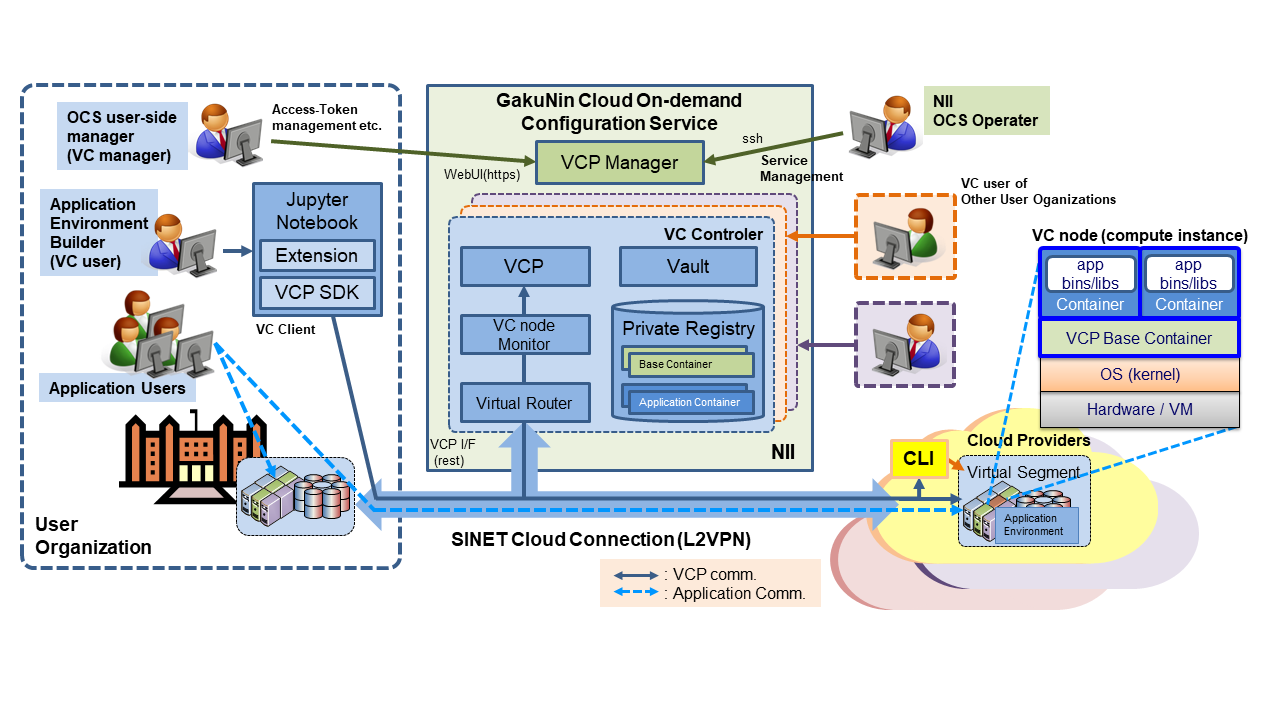 OCS user-side
manager
(VC manager)
Access-Token
management etc.
Application
Environment
Builder
(VC user)
Jupyter
Notebook
Extension
VCP SDK
VC Client
Application Users
User
Organization
GakuNin Cloud On-demand
Configuration Service
VCP Manager
WebUI(https)
ssh
Service
Management
NII
OCS Operater
VC Controler
VCP
Vault
VC node
Monitor
Private Registry
Base Container
Application Container
Virtual Router
VCP I/F
(rest)
NII
VC user of
Other User Oganizations
VC node (compute instance)
app
bins/libs
Container
app
bins/libs
Container
VCP Base Container
OS (kernel)
Hardware / VM
Cloud Providers
CLI
Virtual Segment
Application
Environment
SINET Cloud Connection (L2VPN)
: VCP comm.
: Application Comm.